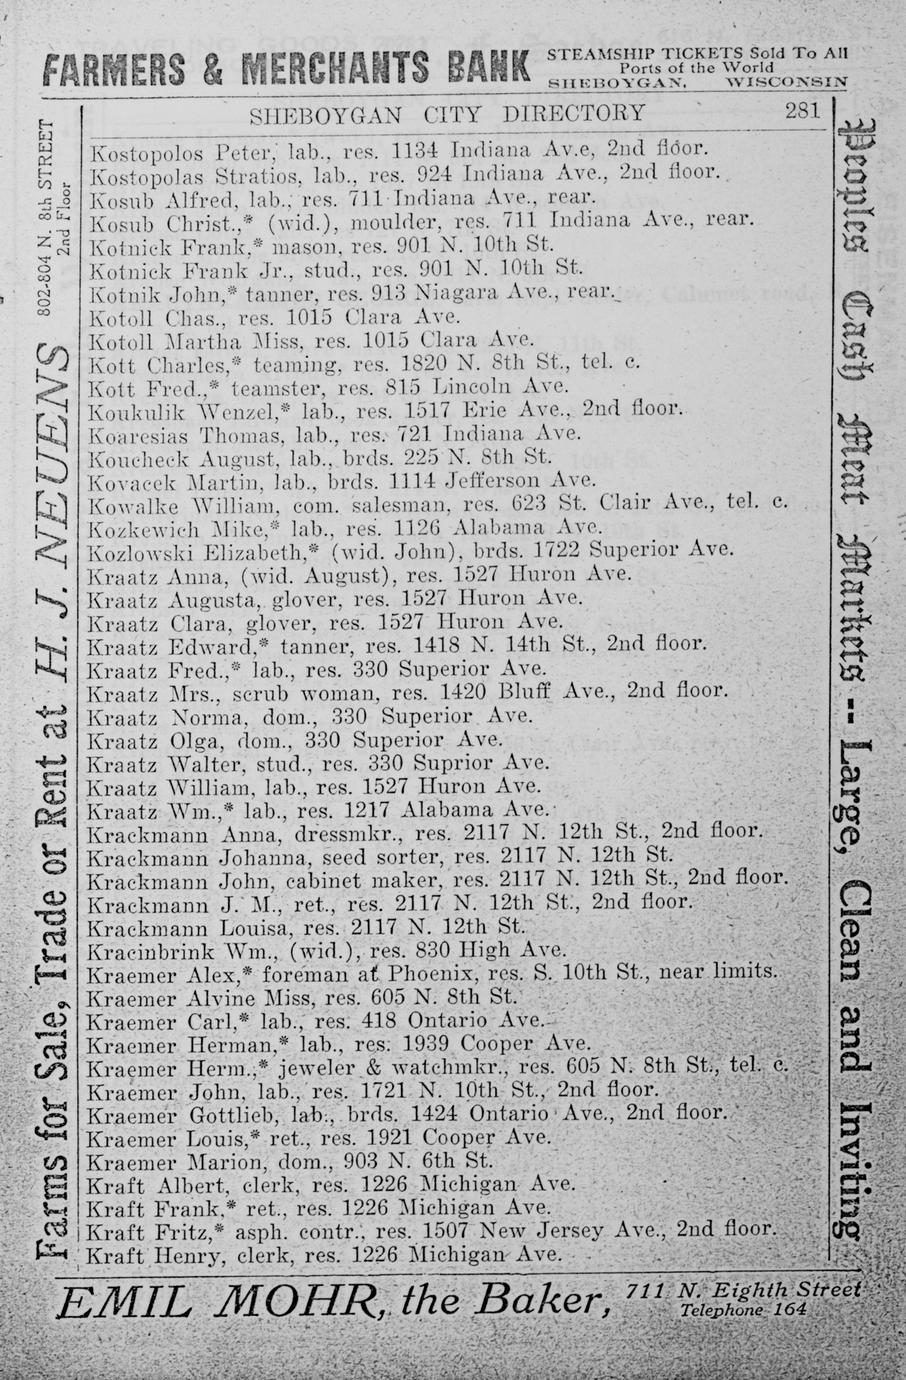 FARMERS & MERCHANTS BANK
STEAMSHIP TICKETS Sold To All
Ports of the World
SHEBOYGAN, WISCONSIN
SHEBOYGAN CITY DIRECTORY 281
Kostopolos Peter, lab., res. 1134 Indiana Av.e, 2nd floor.
Kostopolas Stratios, lab., res. 924 Indiana Ave., 2nd floor.
Kosub Alfred, lab., res. 711 Indiana Ave., rear.
Kosub Christ.,* (wid.), moulder, res. 711 Indiana Ave., rear.
Kotnick Frank,* mason, res. 901 N. 10th St.
Kotnick Frank Jr., stud., res. 901 N. 10th St.
Kotnik John,* tanner, res. 913 Niagara Ave., rear.
Kotoll Chas., res. 1015 Clara Ave.
Kotoll Martha Miss, res. 1015 Clara Ave.
Kott Charles,* teaming, res. 1820 N. 8th St., tel. c.
Kott Fred.,* teamster, res. 815 Lincoln Ave.
Koukulik Wenzel,* lab., res. 1517 Erie Ave., 2nd floor.
Koaresias Thomas, lab., res. 721 Indiana Ave.
Koucheck August, lab., brds. 225 N. 8th St.
Kovacek Martin, lab., brds. 1114 Jefferson Ave.
Kowalke William, com. salesman, res. 623 St. Clair Ave., tel. c.
Kozkewich Mike,* lab., res. 1126 Alabama Ave.
Kozlowski Elizabeth,* (wid. John), brds. 1722 Superior Ave.
Kraatz Anna, (wid. August), res. 1527 Huron Ave.
Kraatz Augusta, glover, res. 1527 Huron Ave.
Kraatz Clara, glover, res. 1527 Huron Ave.
Kraatz Edward,* tanner, res. 1418 N. 14th St., 2nd floor.
Kraatz Fred.,* lab., res. 330 Superior Ave.
Kraatz Mrs., scrub woman, res. 1420 Bluff Ave., 2nd floor.
Kraatz Norma, dom., 330 Superior Ave.
Kraatz Olga, dom., 330 Superior Ave.
Kraatz Walter, stud., res. 330 Suprior Ave.
Kraatz William, lab., res. 1527 Huron Ave.
Kraatz Wm.,* lab., res. 1217 Alabama Ave.
Krackmann Anna, dressmkr., res. 2117 N. 12th St., 2nd floor.
Krackmann Johanna, seed sorter, res. 2117 N. 12th St.
Krackmann John, cabinet maker, res. 2117 N. 12th St., 2nd floor.
Krackmann J. M., ret., res. 2117 N. 12th St., 2nd floor.
Krackmann Louisa, res. 2117 N. 12th St.
Kracinbrink Wm., (wid.), res. 830 High Ave.
Kraemer Alex,* foreman at Phoenix, res. S. 10th St., near limits.
Kraemer Alvine Miss, res. 605 N. 8th St.
Kraemer Carl,* lab., res. 418 Ontario Ave.
Kraemer Herman,* lab., res. 1939 Cooper Ave.
Kraemer Herm.,* jeweler & watchmkr., res. 605 N. 8th St., tel. c.
Kraemer John, lab., res. 1721 N. 10th St., 2nd floor.
Kraemer Gottlieb, lab., brds. 1424 Ontario Ave., 2nd floor.
Kraemer Louis,* ret., res. 1921 Cooper Ave.
Kraemer Marion, dom., 903 N. 6th St.
Kraft Albert, clerk, res. 1226 Michigan Ave.
Kraft Frank,* ret., res. 1226 Michigan Ave.
Kraft Fritz,* asph. contr., res. 1507 New Jersey Ave., 2nd floor.
Kraft Henry, clerk, res. 1226 Michigan Ave.
Farms for Sale, Trade or Rent at H. J. NEUENS
802-804 N. 8th STREET
2nd Floor
Peoples Cash Meat Markets -- Large, Clean and Inviting
EMIL MOHR, the Baker,
711 N. Eighth Street
Telephone 164